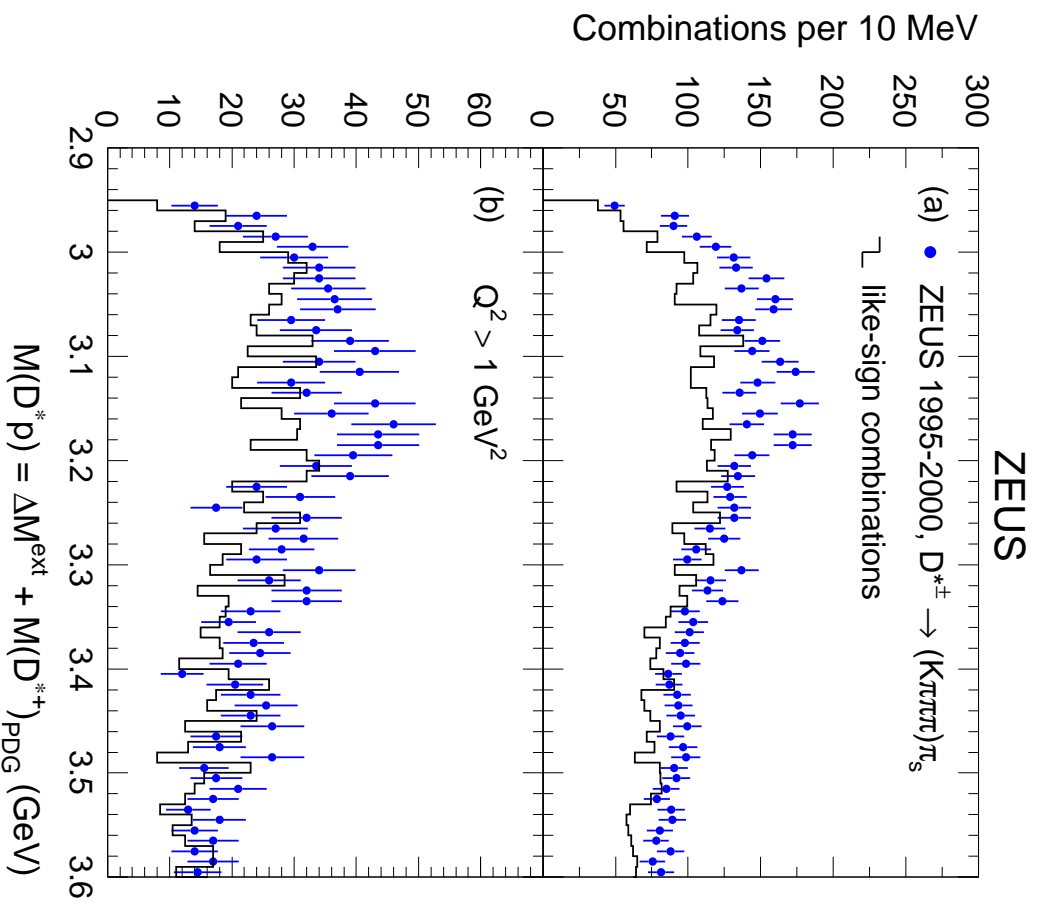 ZEUS
Combinations per 10 MeV
300
250
200
150
100
50
0
(a) ● ZEUS 1995-2000, D*± → (Kπππ)πs
like-sign combinations
60
50
40
30
20
10
0
(b) Q² > 1 GeV²
2.9 3 3.1 3.2 3.3 3.4 3.5 3.6
M(D*p) = ΔM^ext + M(D*+)PDG (GeV)